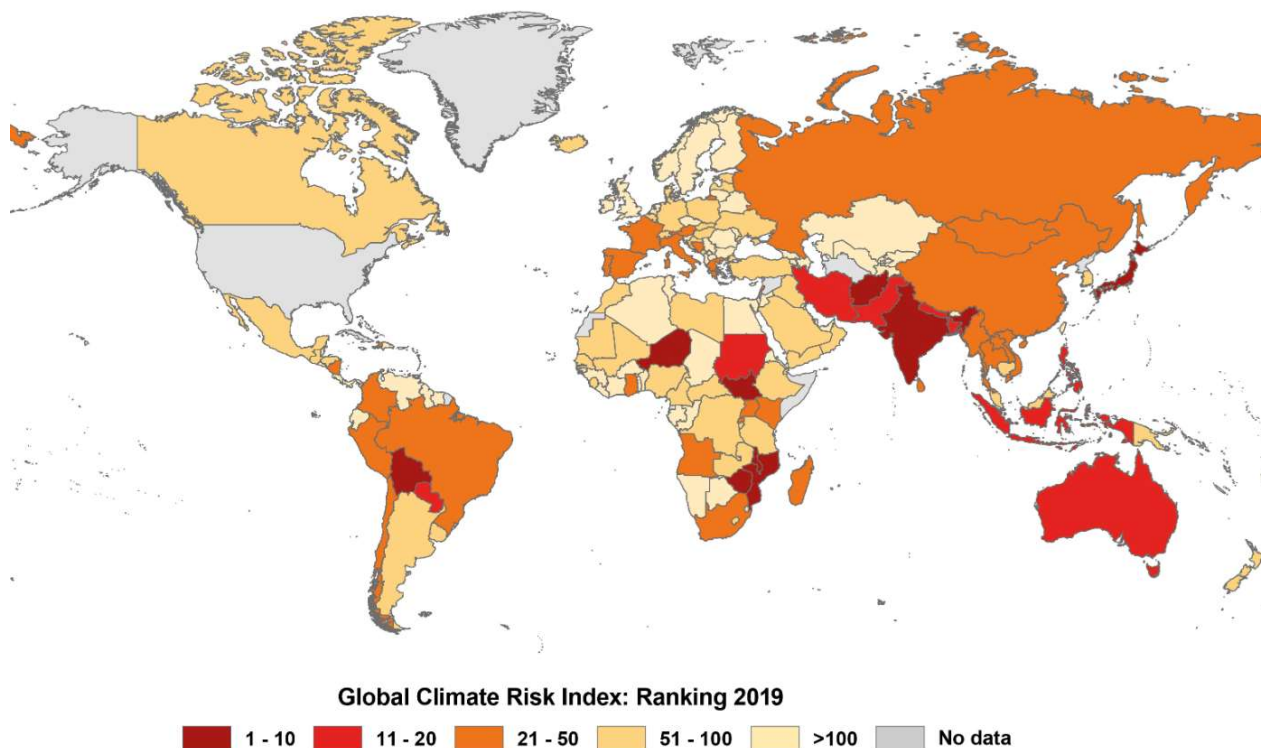 Global Climate Risk Index: Ranking 2019
1 - 10 11 - 20 21 - 50 51 - 100 >100 No data